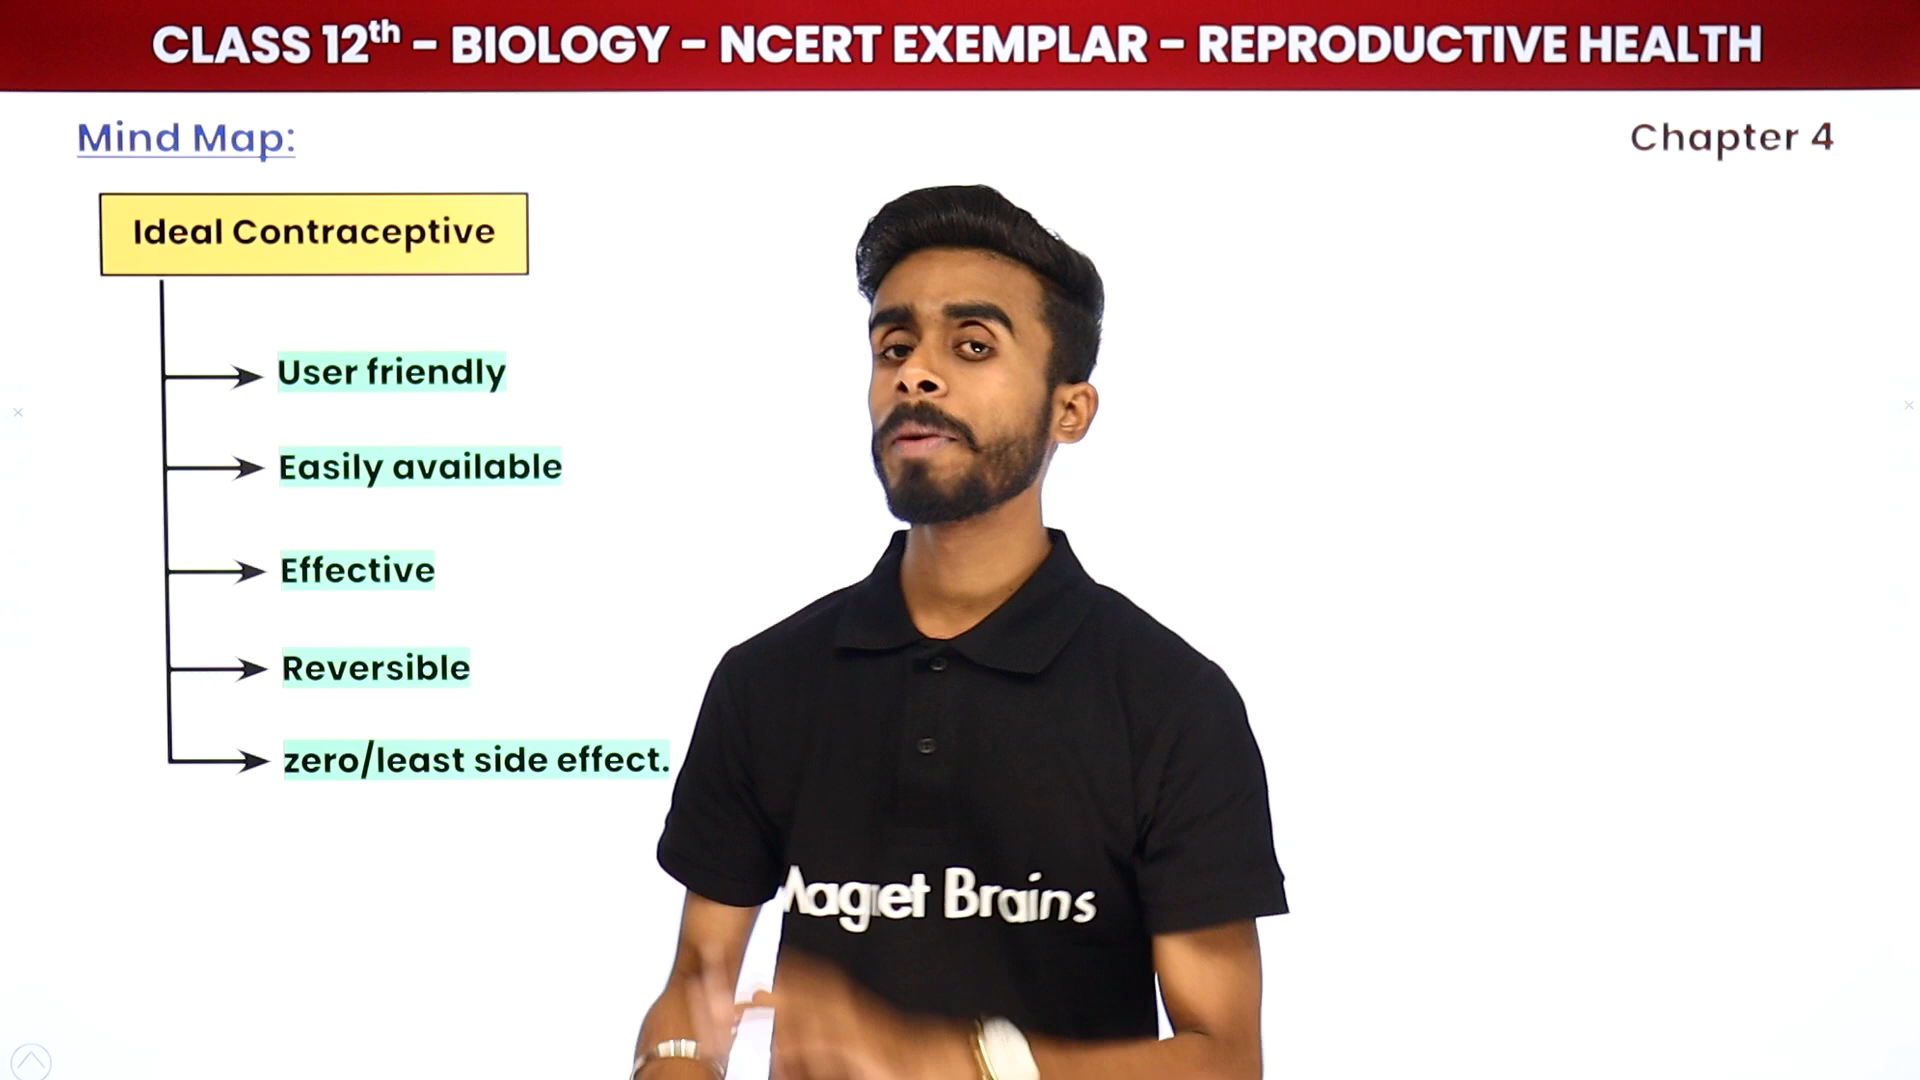 CLASS 12th - BIOLOGY - NCERT EXEMPLAR - REPRODUCTIVE HEALTH
Mind Map:
Chapter 4
Ideal Contraceptive
User friendly
Easily available
Effective
Reversible
zero/least side effect.
Magnet Brains